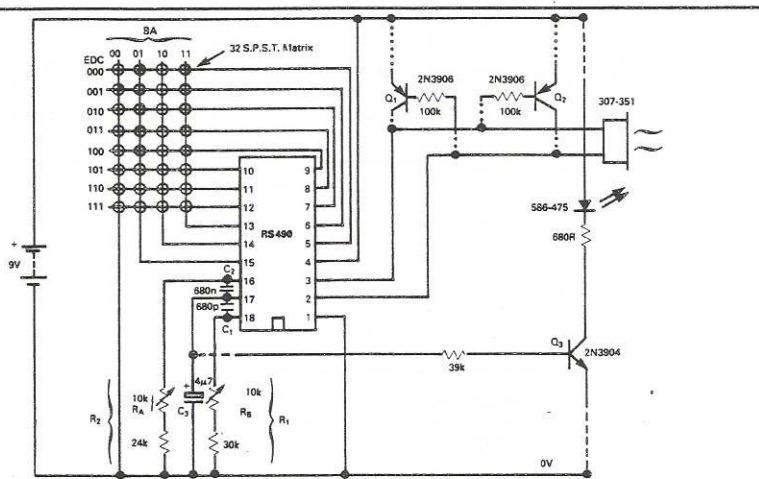 BA
EDC 00 01 10 11
32 S.P.S.T. Matrix
000
001
010
011
100
101
110
111
2N3906 2N3906
Q1 Q2
100k 100k
307-351
10 9
11 8
12 7
13 6
RS490
14 5
15 4
16 3
17 2
18 1
C2
680n
680p
C1
+
9V
586-475
680R
Q3
2N3904
39k
+ 4μ7
C3
10k
RA
24k
R2
10k
RB
30k
R1
0V